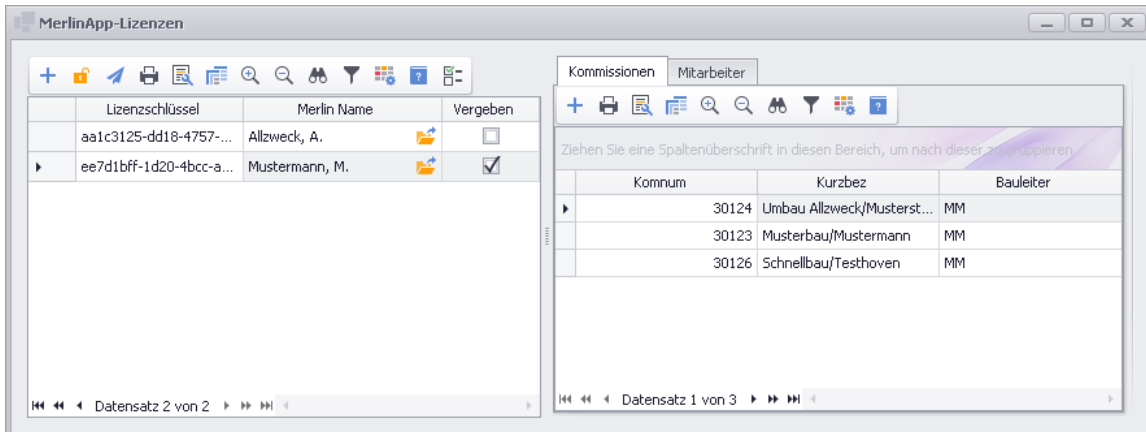 MerlinApp-Lizenzen
Kommissionen Mitarbeiter
Lizenzschlüssel Merlin Name Vergeben
aa1c3125-dd18-4757-... Allzweck, A.
ee7d1bff-1d20-4bcc-a... Mustermann, M.
Ziehen Sie eine Spaltenüberschrift in diesen Bereich, um nach dieser zu gruppieren
Komnum Kurzbez Bauleiter
30124 Umbau Allzweck/Musterst... MM
30123 Musterbau/Mustermann MM
30126 Schnellbau/Testhoven MM
Datensatz 2 von 2
Datensatz 1 von 3